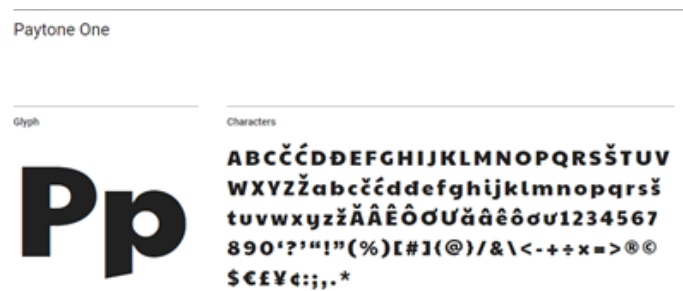 Paytone One
Glyph
Characters
Pp
ABCČĆDĐEFGHIJKLMNOPQRSŠTUV
WXYZŽabcčćdđefghijklmnopqrsš
tuvwxyzžĂÂÊÔƠƯăâêôơư1234567
890‘?’“!”(%)[#]{@}/&\<-+÷×=>®©
$€£¥¢:;,.*